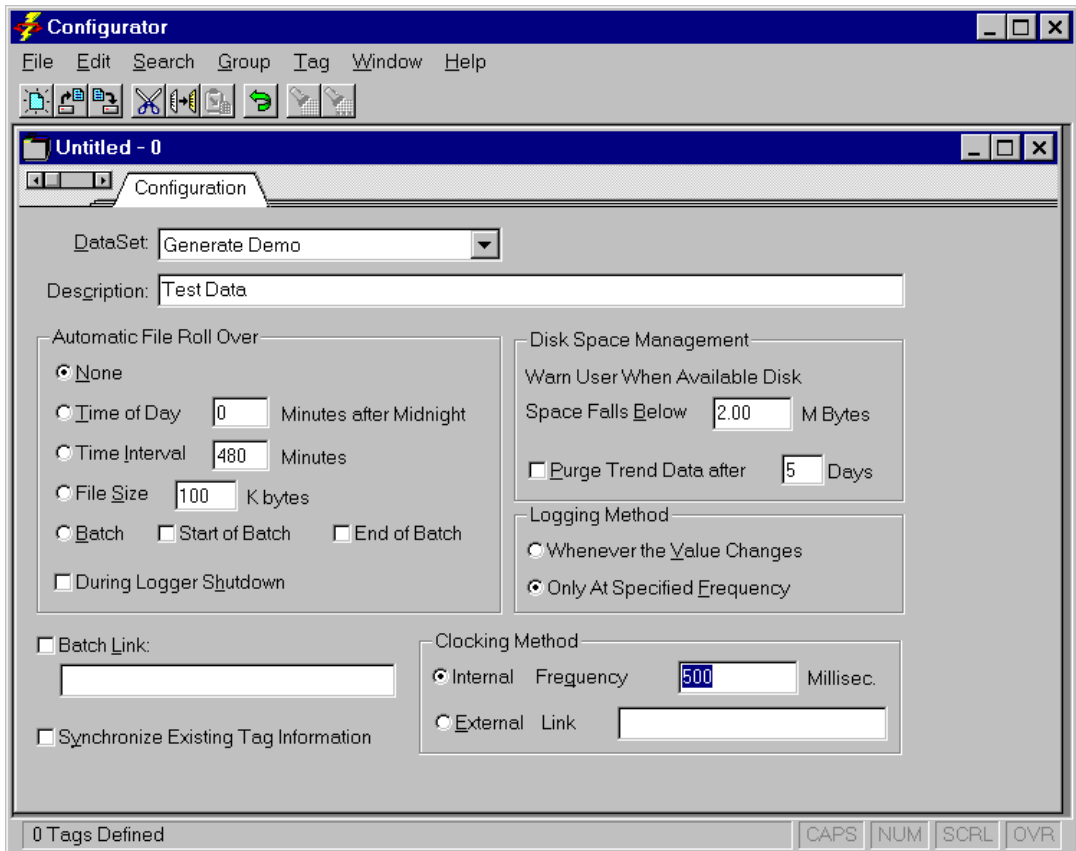 Configurator
File Edit Search Group Tag Window Help
Untitled - 0
Configuration
DataSet: Generate Demo
Description: Test Data
Automatic File Roll Over
None
Time of Day 0 Minutes after Midnight
Time Interval 480 Minutes
File Size 100 K bytes
Batch Start of Batch End of Batch
During Logger Shutdown
Disk Space Management
Warn User When Available Disk
Space Falls Below 2.00 M Bytes
Purge Trend Data after 5 Days
Logging Method
Whenever the Value Changes
Only At Specified Frequency
Batch Link:
Synchronize Existing Tag Information
Clocking Method
Internal Frequency 500 Millisec.
External Link
0 Tags Defined CAPS NUM SCRL OVR